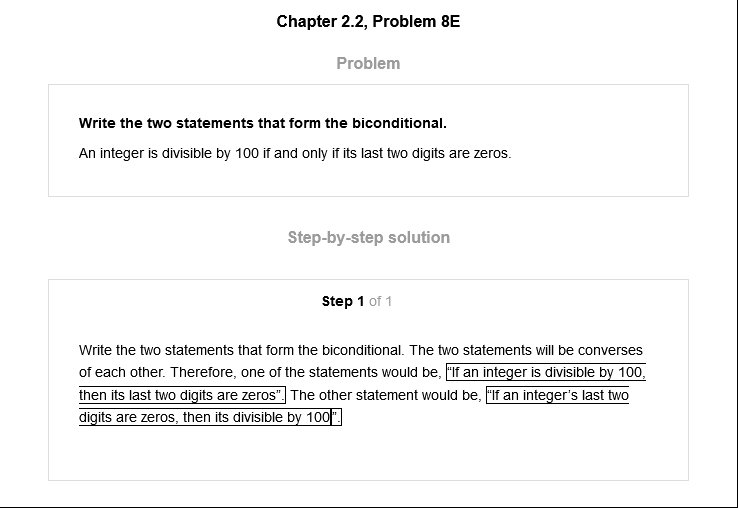 Chapter 2.2, Problem 8E
Problem
Write the two statements that form the biconditional.
An integer is divisible by 100 if and only if its last two digits are zeros.
Step-by-step solution
Step 1 of 1
Write the two statements that form the biconditional. The two statements will be converses
of each other. Therefore, one of the statements would be, “If an integer is divisible by 100,
then its last two digits are zeros”. The other statement would be, “If an integer’s last two
digits are zeros, then its divisible by 100”.